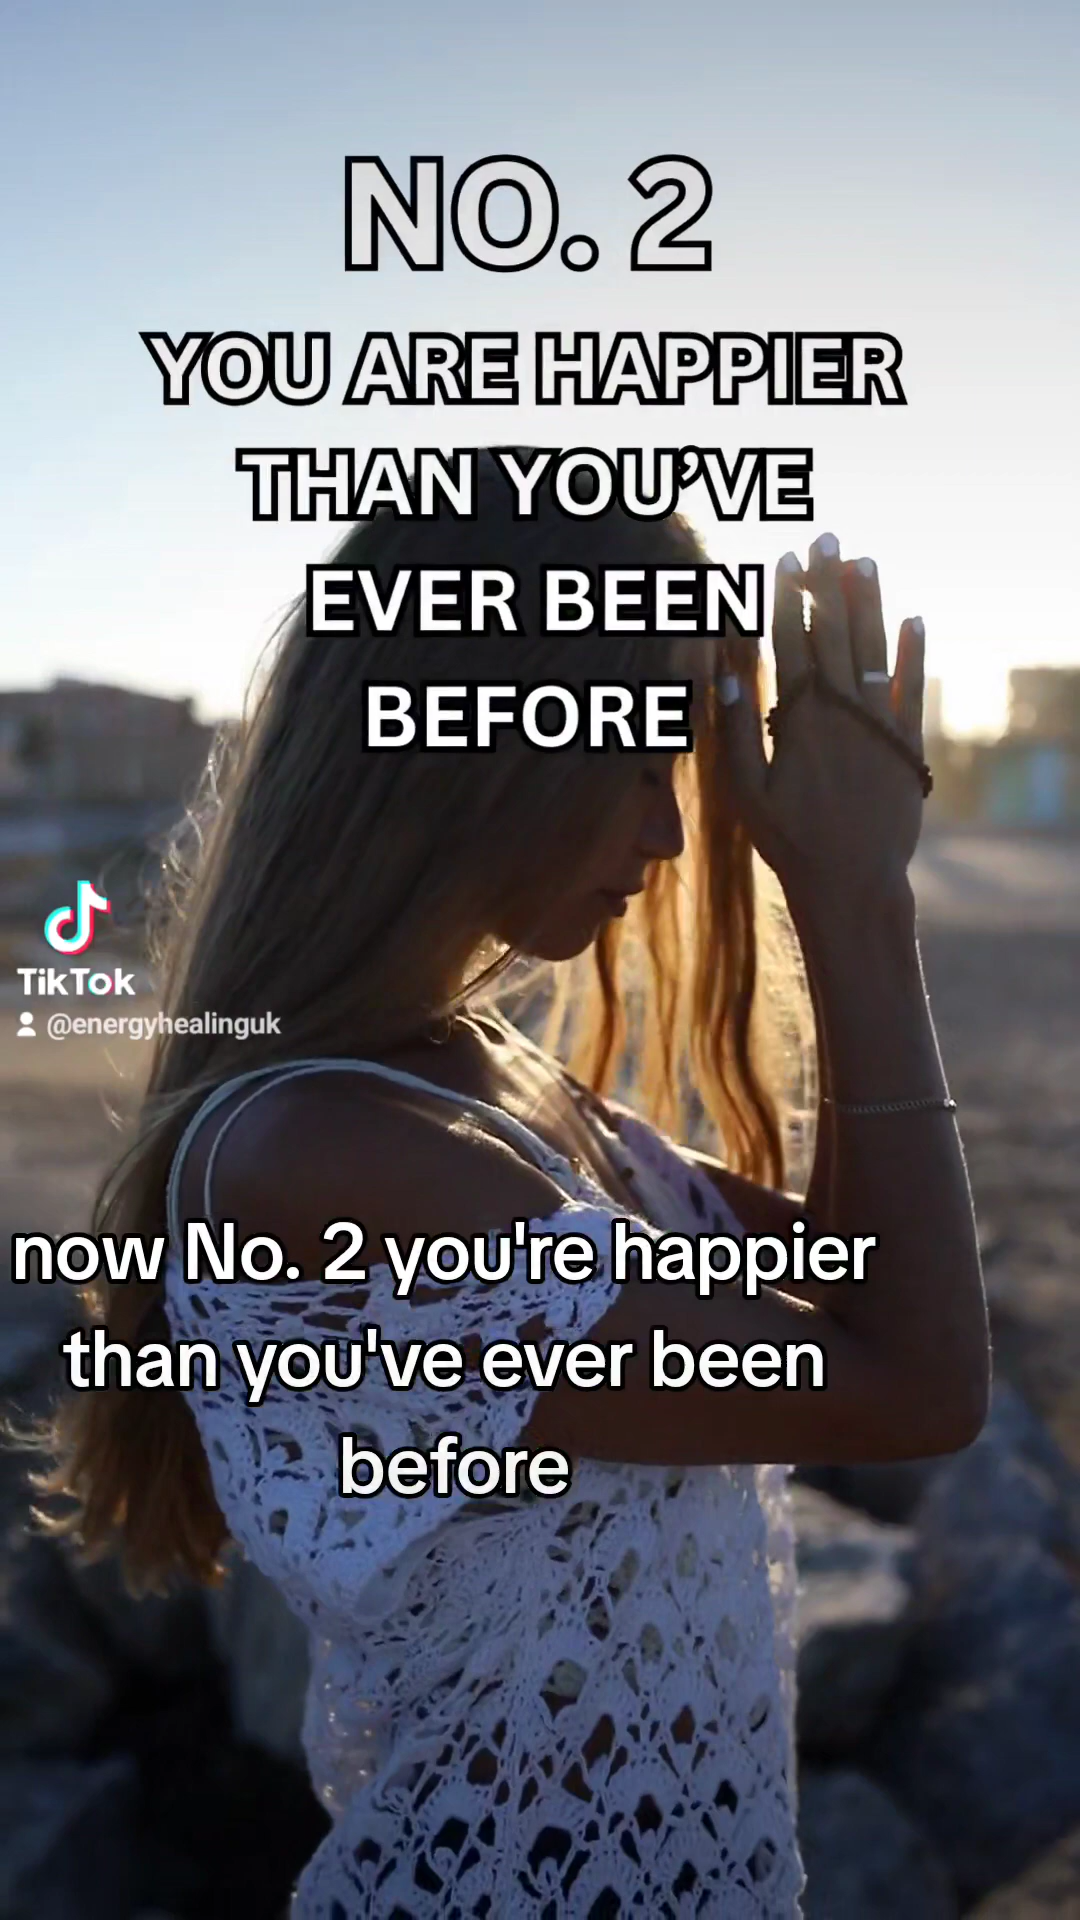 NO. 2
YOU ARE HAPPIER
THAN YOU’VE
EVER BEEN
BEFORE
TikTok
@energyhealinguk
now No. 2 you're happier
than you've ever been
before